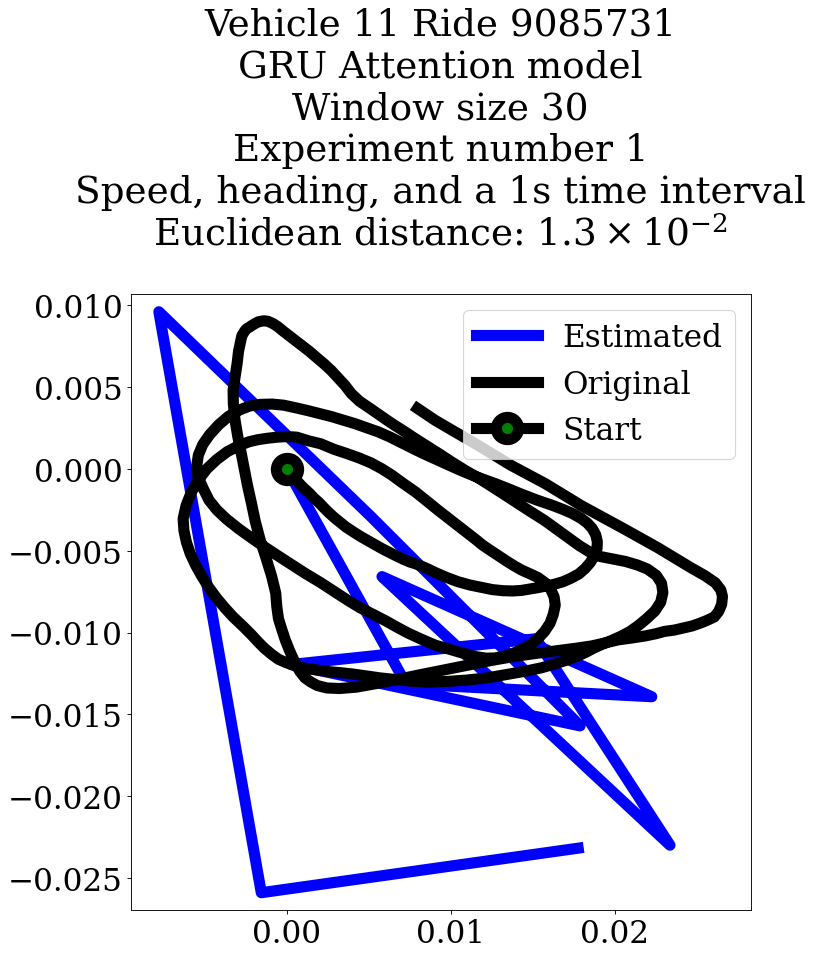 Vehicle 11 Ride 9085731
GRU Attention model
Window size 30
Experiment number 1
Speed, heading, and a 1s time interval
Euclidean distance: 1.3 × 10⁻²
Estimated
Original
Start
0.010
0.005
0.000
−0.005
−0.010
−0.015
−0.020
−0.025
0.00 0.01 0.02